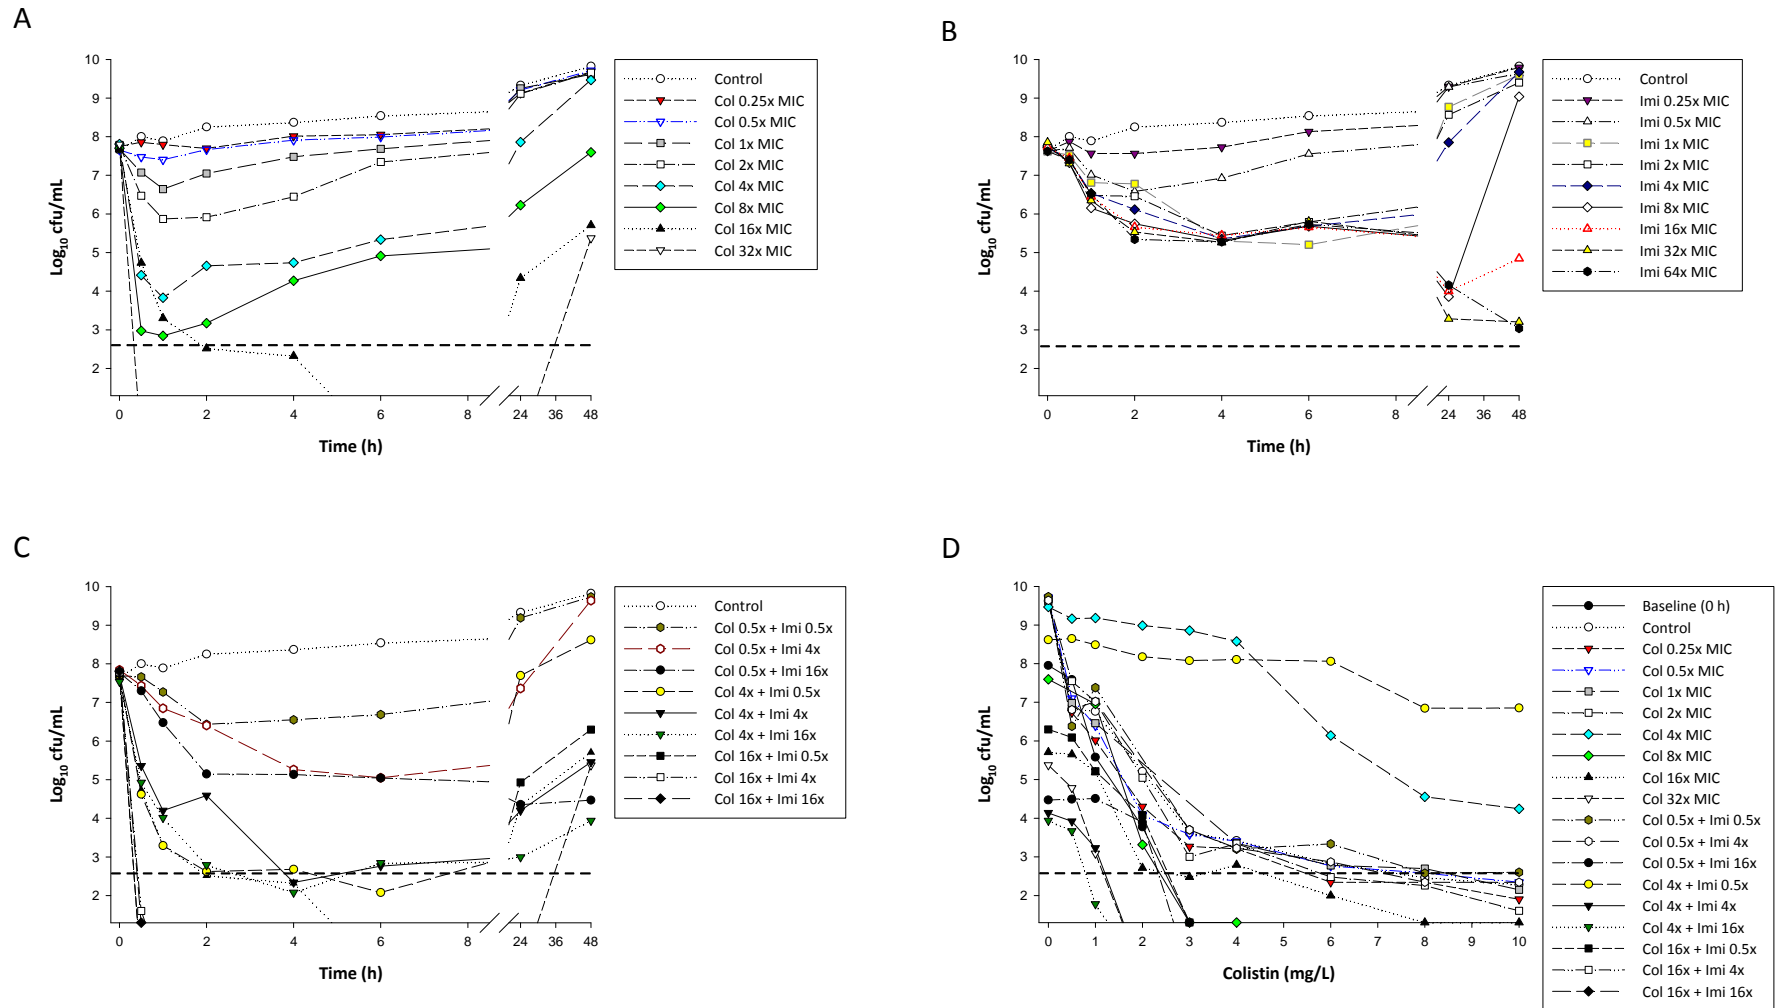 A
Log10 cfu/mL
10
9
8
7
6
5
4
3
2
0
2
4
6
8
24
36
48
Time (h)
Control
Col 0.25x MIC
Col 0.5x MIC
Col 1x MIC
Col 2x MIC
Col 4x MIC
Col 8x MIC
Col 16x MIC
Col 32x MIC
B
Log10 cfu/mL
10
9
8
7
6
5
4
3
2
0
2
4
6
8
24
36
48
Time (h)
Control
Imi 0.25x MIC
Imi 0.5x MIC
Imi 1x MIC
Imi 2x MIC
Imi 4x MIC
Imi 8x MIC
Imi 16x MIC
Imi 32x MIC
Imi 64x MIC
C
Log10 cfu/mL
10
9
8
7
6
5
4
3
2
0
2
4
6
8
24
36
48
Time (h)
Control
Col 0.5x + Imi 0.5x
Col 0.5x + Imi 4x
Col 0.5x + Imi 16x
Col 4x + Imi 0.5x
Col 4x + Imi 4x
Col 4x + Imi 16x
Col 16x + Imi 0.5x
Col 16x + Imi 4x
Col 16x + Imi 16x
D
Log10 cfu/mL
10
9
8
7
6
5
4
3
2
0
1
2
3
4
5
6
7
8
9
10
Colistin (mg/L)
Baseline (0 h)
Control
Col 0.25x MIC
Col 0.5x MIC
Col 1x MIC
Col 2x MIC
Col 4x MIC
Col 8x MIC
Col 16x MIC
Col 32x MIC
Col 0.5x + Imi 0.5x
Col 0.5x + Imi 4x
Col 0.5x + Imi 16x
Col 4x + Imi 0.5x
Col 4x + Imi 4x
Col 4x + Imi 16x
Col 16x + Imi 0.5x
Col 16x + Imi 4x
Col 16x + Imi 16x